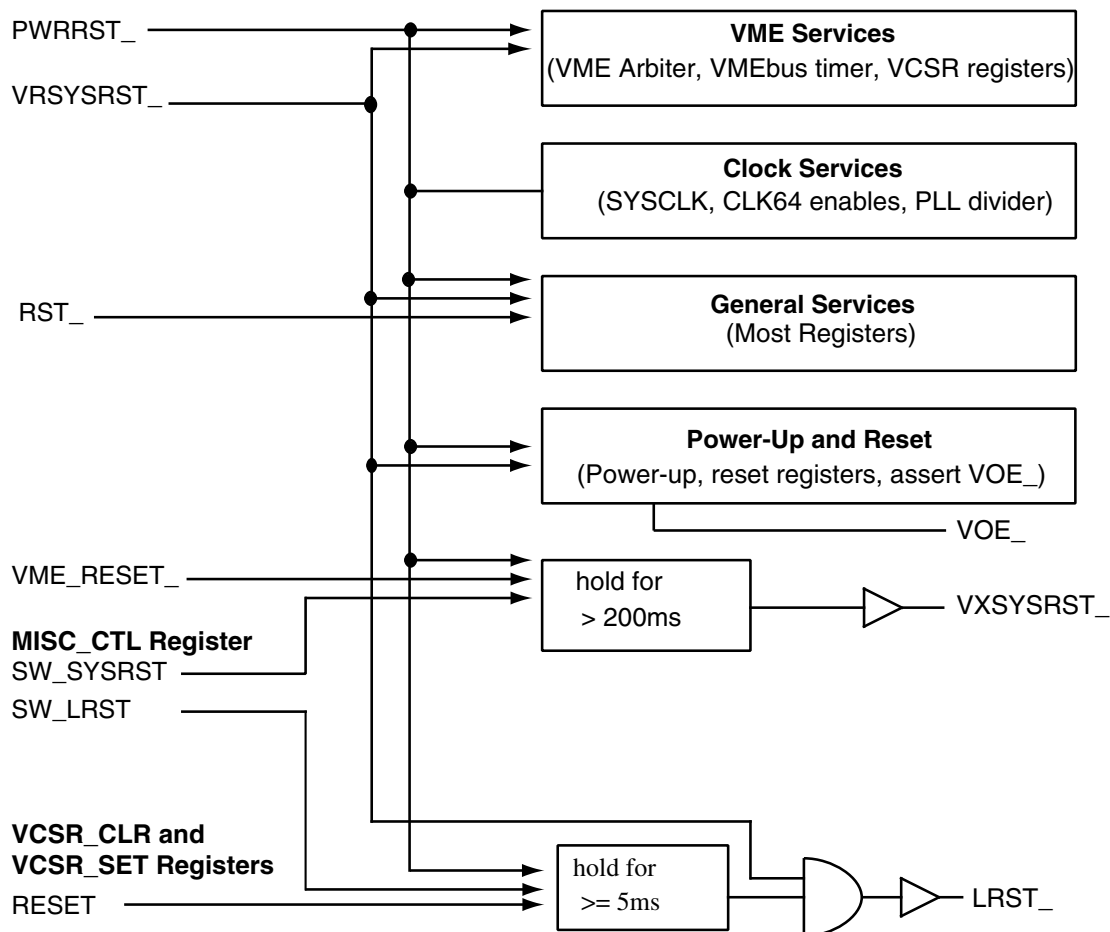 PWRRST_
VME Services
(VME Arbiter, VMEbus timer, VCSR registers)
VRSYSRST_
Clock Services
(SYSCLK, CLK64 enables, PLL divider)
RST_
General Services
(Most Registers)
Power-Up and Reset
(Power-up, reset registers, assert VOE_)
VOE_
VME_RESET_
hold for
> 200ms
VXSYSRST_
MISC_CTL Register
SW_SYSRST
SW_LRST
VCSR_CLR and
VCSR_SET Registers
RESET
hold for
>= 5ms
LRST_